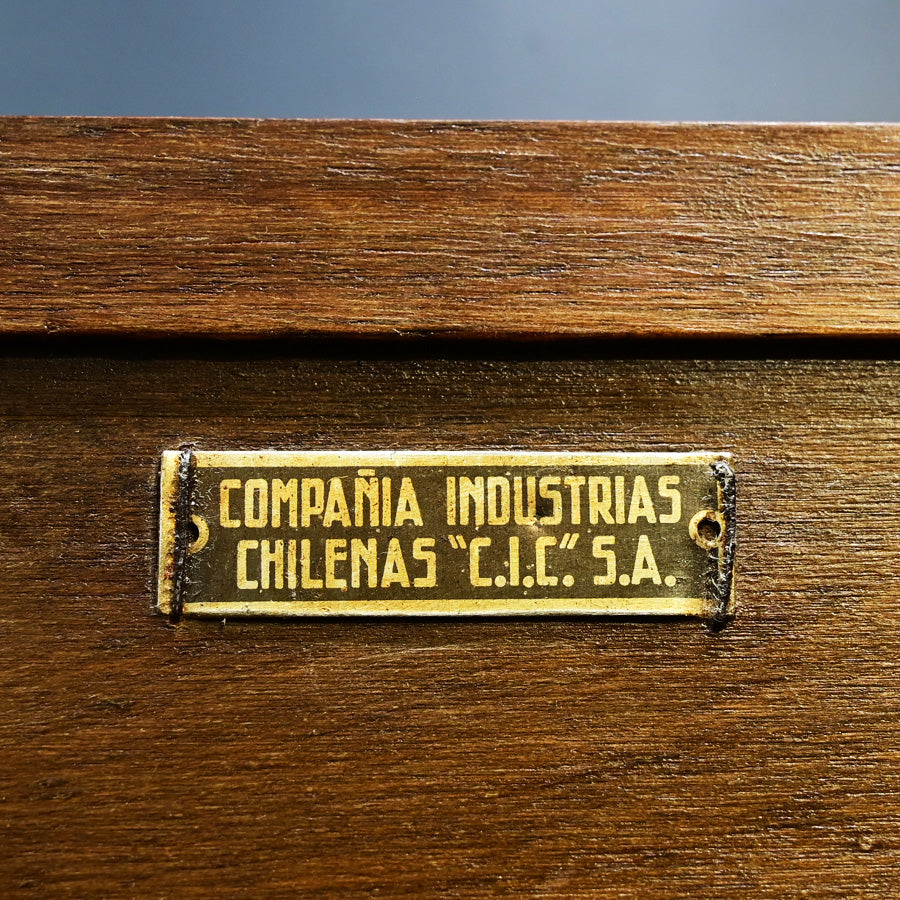 COMPAÑIA INDUSTRIAS
CHILENAS "C.I.C." S.A.